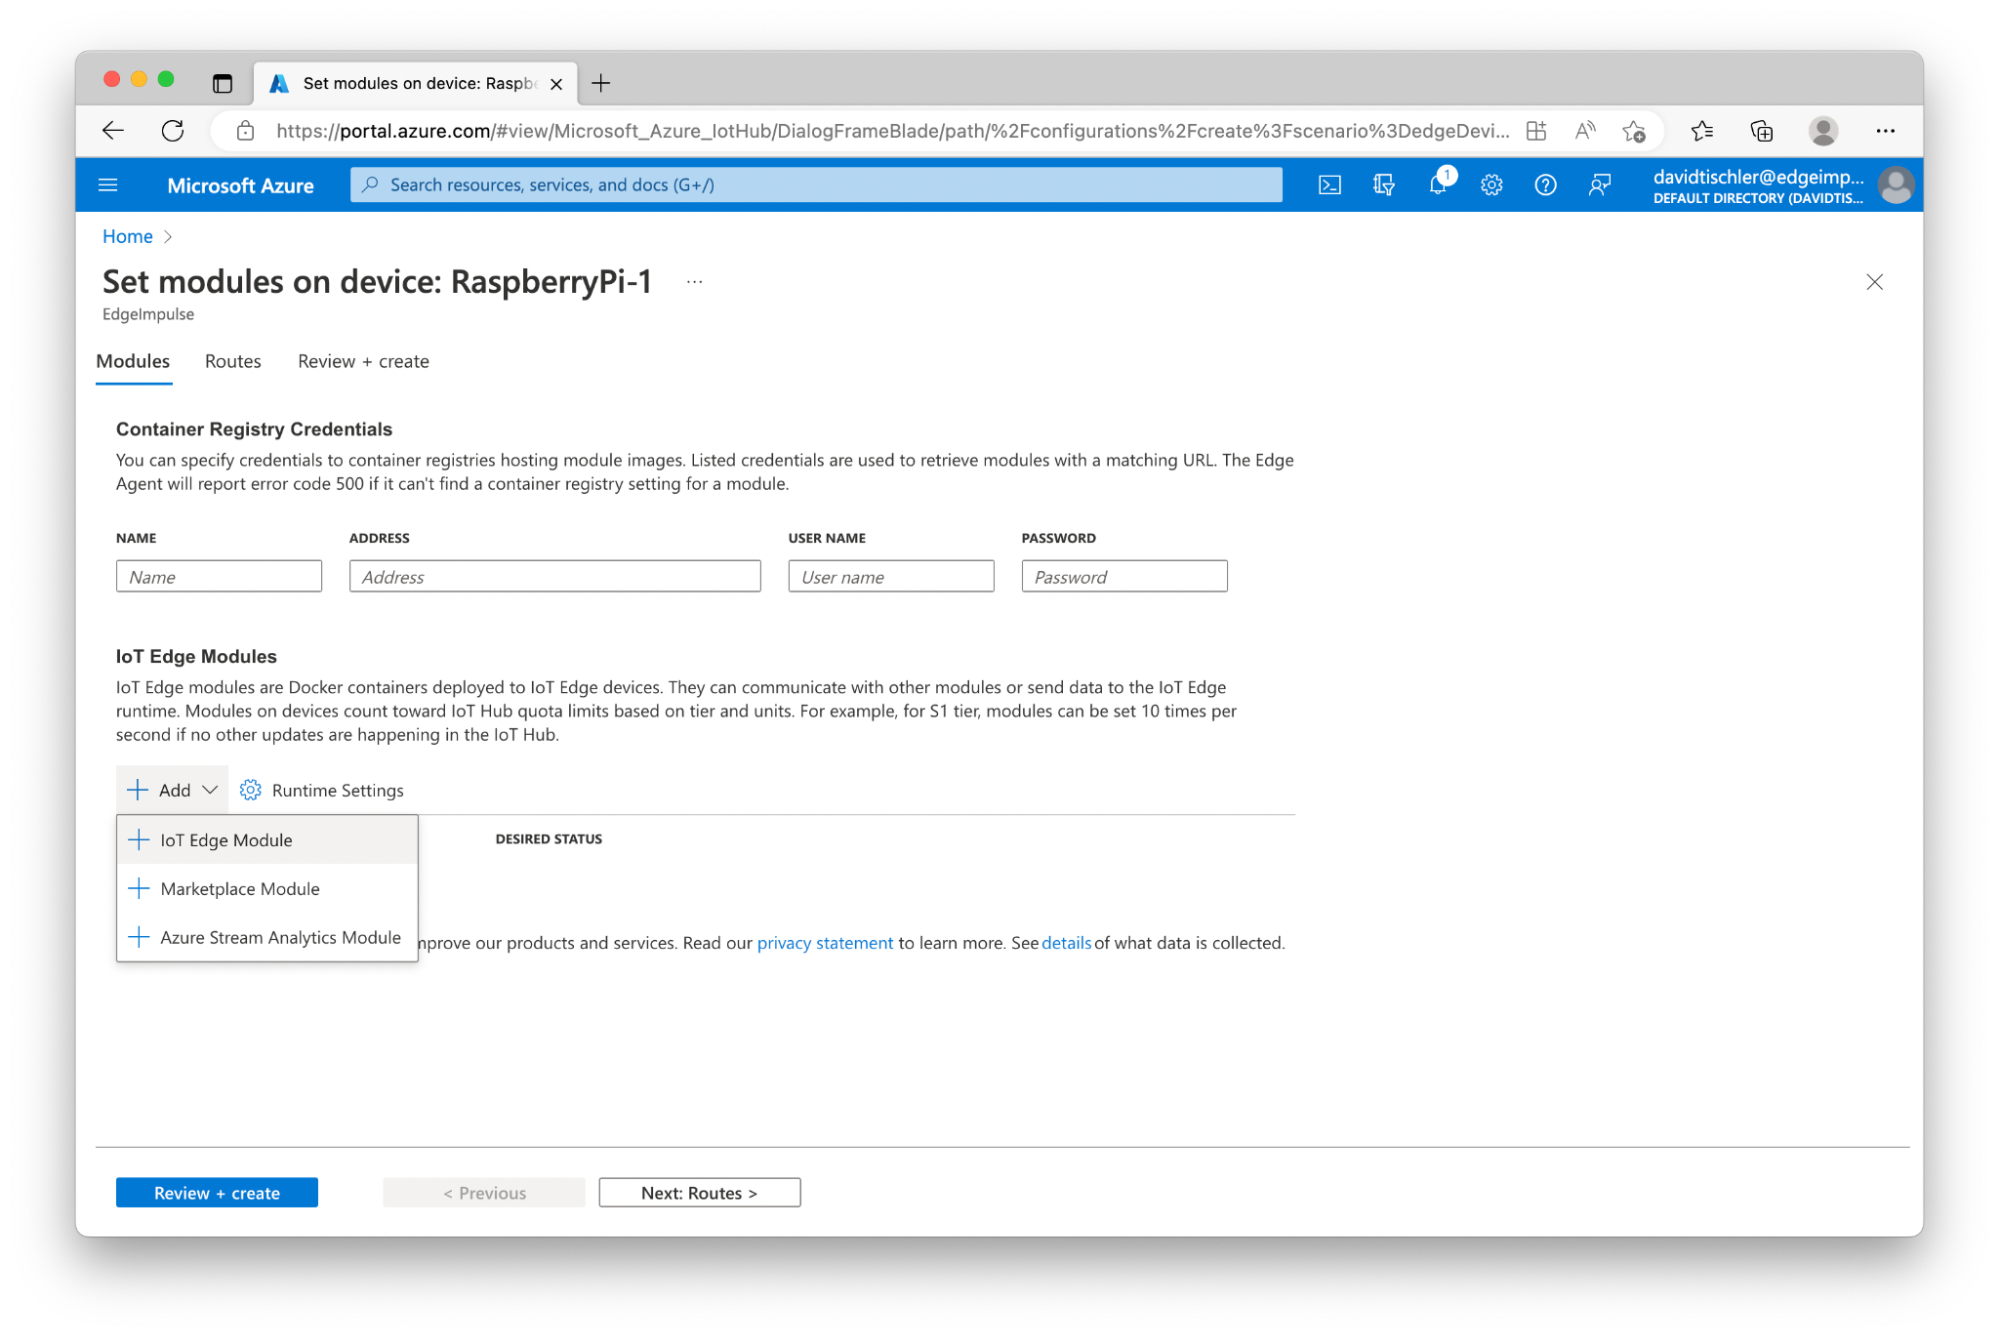 Set modules on device: Raspbe
https://portal.azure.com/#view/Microsoft_Azure_IotHub/DialogFrameBlade/path/%2Fconfigurations%2Fcreate%3Fscenario%3DedgeDevi...
Microsoft Azure
Search resources, services, and docs (G+/)
1
davidtischler@edgeimp...
DEFAULT DIRECTORY (DAVIDTIS...
Home >
Set modules on device: RaspberryPi-1 ...
EdgeImpulse
Modules Routes Review + create
Container Registry Credentials
You can specify credentials to container registries hosting module images. Listed credentials are used to retrieve modules with a matching URL. The Edge
Agent will report error code 500 if it can't find a container registry setting for a module.
NAME ADDRESS USER NAME PASSWORD
Name Address User name Password
IoT Edge Modules
IoT Edge modules are Docker containers deployed to IoT Edge devices. They can communicate with other modules or send data to the IoT Edge
runtime. Modules on devices count toward IoT Hub quota limits based on tier and units. For example, for S1 tier, modules can be set 10 times per
second if no other updates are happening in the IoT Hub.
Add Runtime Settings
IoT Edge Module DESIRED STATUS
Marketplace Module
Azure Stream Analytics Module mprove our products and services. Read our privacy statement to learn more. See details of what data is collected.
Review + create < Previous Next: Routes >